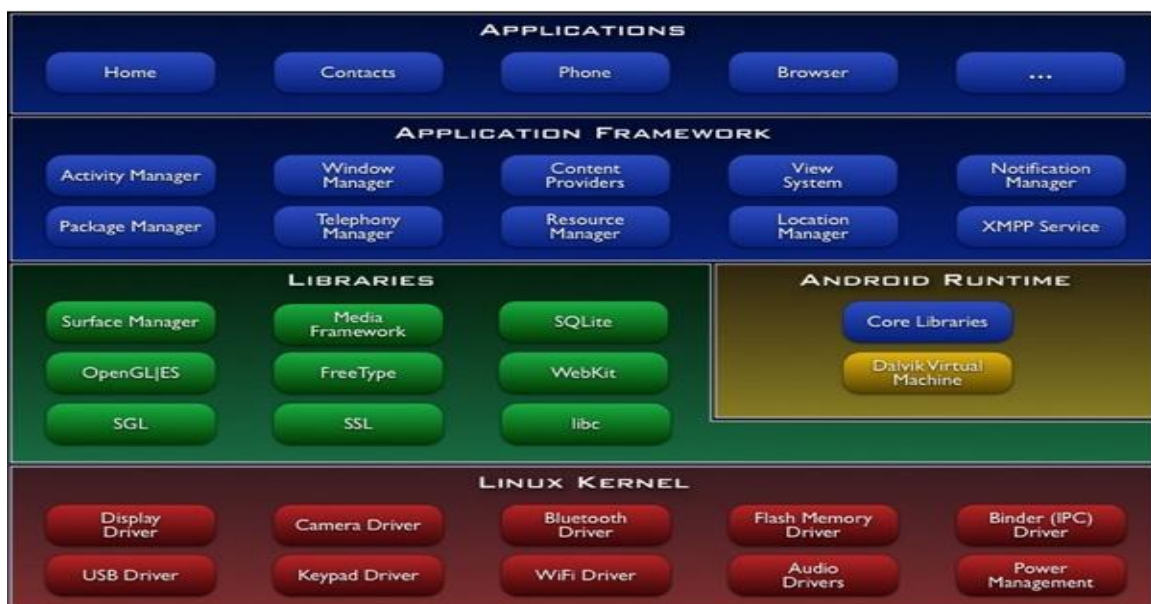 APPLICATIONS
Home
Contacts
Phone
Browser
...
APPLICATION FRAMEWORK
Activity Manager
Window
Manager
Content
Providers
View
System
Notification
Manager
Package Manager
Telephony
Manager
Resource
Manager
Location
Manager
XMPP Service
LIBRARIES
Surface Manager
Media
Framework
SQLite
OpenGL|ES
FreeType
WebKit
SGL
SSL
libc
ANDROID RUNTIME
Core Libraries
Dalvik Virtual
Machine
LINUX KERNEL
Display
Driver
Camera Driver
Bluetooth
Driver
Flash Memory
Driver
Binder (IPC)
Driver
USB Driver
Keypad Driver
WiFi Driver
Audio
Drivers
Power
Management